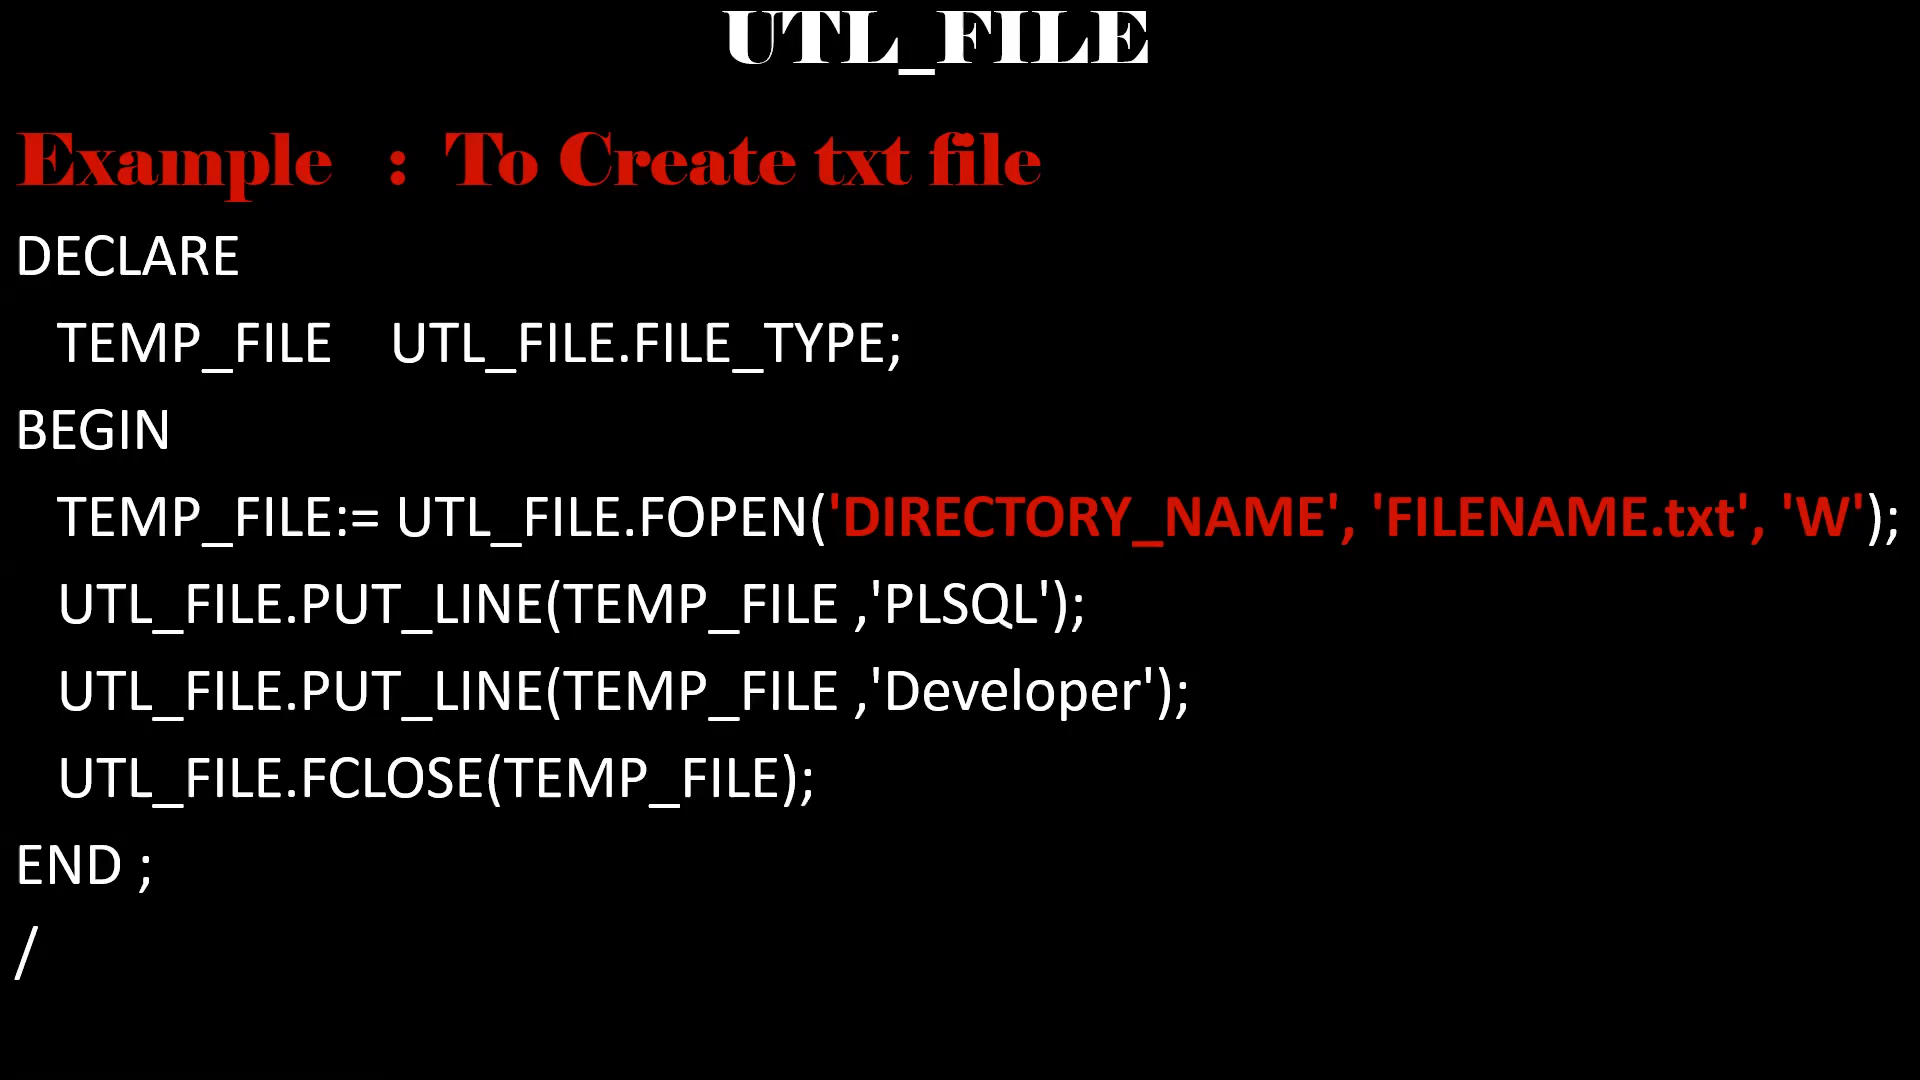 UTL_FILE
Example : To Create txt file
DECLARE
TEMP_FILE UTL_FILE.FILE_TYPE;
BEGIN
TEMP_FILE:= UTL_FILE.FOPEN('DIRECTORY_NAME', 'FILENAME.txt', 'W');
UTL_FILE.PUT_LINE(TEMP_FILE ,'PLSQL');
UTL_FILE.PUT_LINE(TEMP_FILE ,'Developer');
UTL_FILE.FCLOSE(TEMP_FILE);
END ;
/